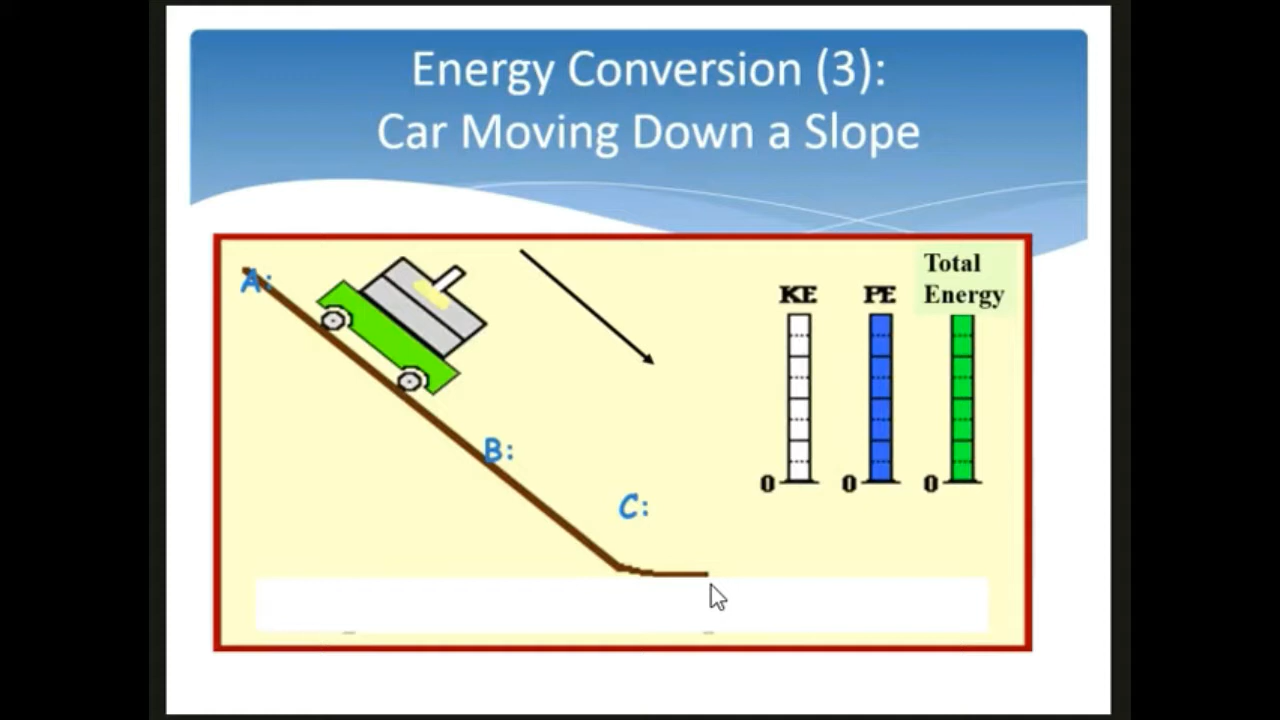 Energy Conversion (3):
Car Moving Down a Slope
A:
B:
C:
KE
PE
Total
Energy
0
0
0